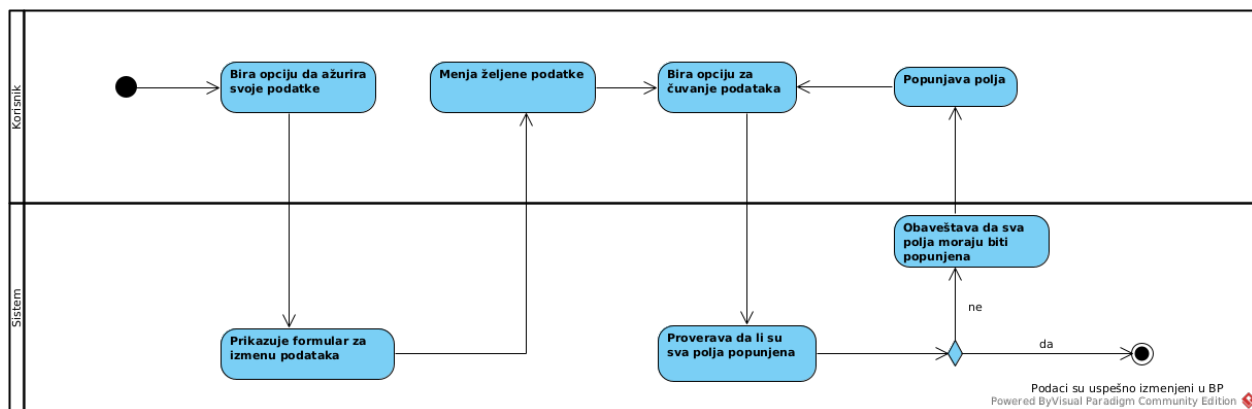 Korisnik
Bira opciju da ažurira
svoje podatke
Menja željene podatke
Bira opciju za
čuvanje podataka
Popunjava polja
Sistem
Obaveštava da sva
polja moraju biti
popunjena
ne
Prikazuje formular za
izmenu podataka
Proverava da li su
sva polja popunjena
da
Podaci su uspešno izmenjeni u BP
Powered ByVisual Paradigm Community Edition